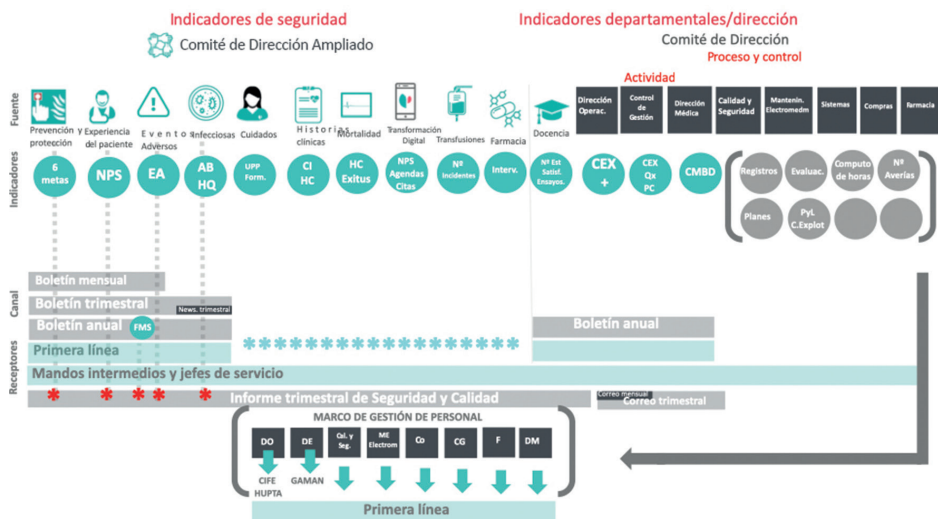 Indicadores de seguridad
Indicadores departamentales/dirección
Comité de Dirección Ampliado
Comité de Dirección
Proceso y control
Actividad
Fuente
Prevención y
protección
Experiencia
del paciente
Eventos
Adversos
Infecciosas
Cuidados
Historias
clínicas
Mortalidad
Transformación
Digital
Transfusiones
Farmacia
Docencia
Dirección
Operac.
Control
de
Gestión
Dirección
Médica
Calidad y
Seguridad
Mantenin.
Electromedm
Sistemas
Compras
Farmacia
Indicadores
6
metas
NPS
EA
AB
HQ
UPP
Form.
CI
HC
HC
Exitus
NPS
Agendas
Citas
Nº
Incidentes
Interv.
Nº Est
Satisf.
Ensayos.
CEX
+
CEX
Qx
PC
CMBD
Registros
Evaluac.
Computo
de horas
Nº
Averías
Planes
PyL
C.Explot
Canal
Boletín mensual
Boletín trimestral
News. trimestral
Boletín anual
FMS
Boletín anual
Receptores
Primera línea
Mandos intermedios y jefes de servicio
Informe trimestral de Seguridad y Calidad
Correo mensual
Correo trimestral
MARCO DE GESTIÓN DE PERSONAL
DO
DE
Cal. y
Seg.
ME
Electrom
Co
CG
F
DM
CIFE
HUPTA
GAMAN
Primera línea